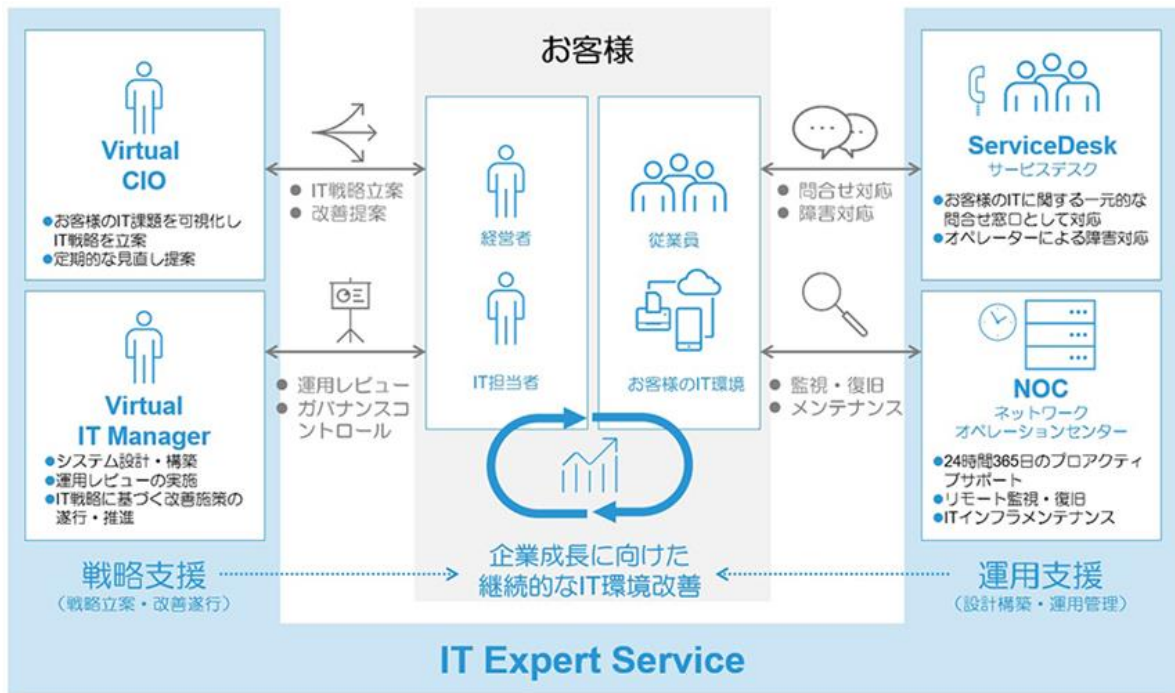 お客様
Virtual
CIO
●お客様のIT課題を可視化し
IT戦略を立案
●定期的な見直し提案
● IT戦略立案
● 改善提案
経営者
従業員
● 問合せ対応
● 障害対応
ServiceDesk
サービスデスク
●お客様のITに関する一元的な
問合せ窓口として対応
●オペレーターによる障害対応
Virtual
IT Manager
●システム設計・構築
●運用レビューの実施
●IT戦略に基づく改善施策の
遂行・推進
● 運用レビュー
● ガバナンスコ
ントロール
IT担当者
お客様のIT環境
● 監視・復旧
● メンテナンス
NOC
ネットワーク
オペレーションセンター
●24時間365日のプロアクティ
ブサポート
●リモート監視・復旧
●ITインフラメンテナンス
戦略支援
（戦略立案・改善遂行）
企業成長に向けた
継続的なIT環境改善
運用支援
（設計構築・運用管理）
IT Expert Service